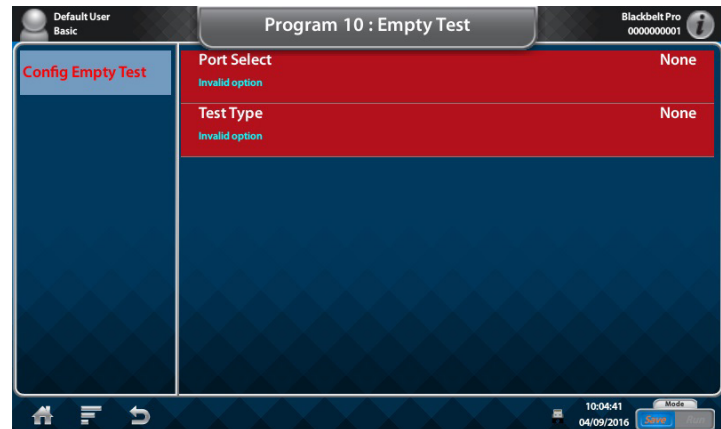 Default User
Basic
Program 10 : Empty Test
Blackbelt Pro
0000000001
i
Config Empty Test
Port Select
None
Invalid option
Test Type
None
Invalid option
10:04:41
04/09/2016
Mode
Save
Run